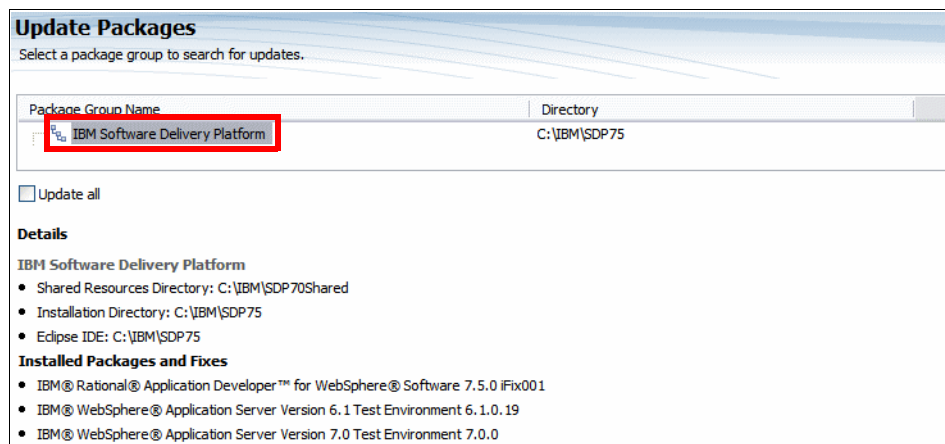 Update Packages
Select a package group to search for updates.
Package Group Name Directory
IBM Software Delivery Platform C:\IBM\SDP75
Update all
Details
IBM Software Delivery Platform
• Shared Resources Directory: C:\IBM\SDP70Shared
• Installation Directory: C:\IBM\SDP75
• Eclipse IDE: C:\IBM\SDP75
Installed Packages and Fixes
• IBM® Rational® Application Developer™ for WebSphere® Software 7.5.0 iFix001
• IBM® WebSphere® Application Server Version 6.1 Test Environment 6.1.0.19
• IBM® WebSphere® Application Server Version 7.0 Test Environment 7.0.0